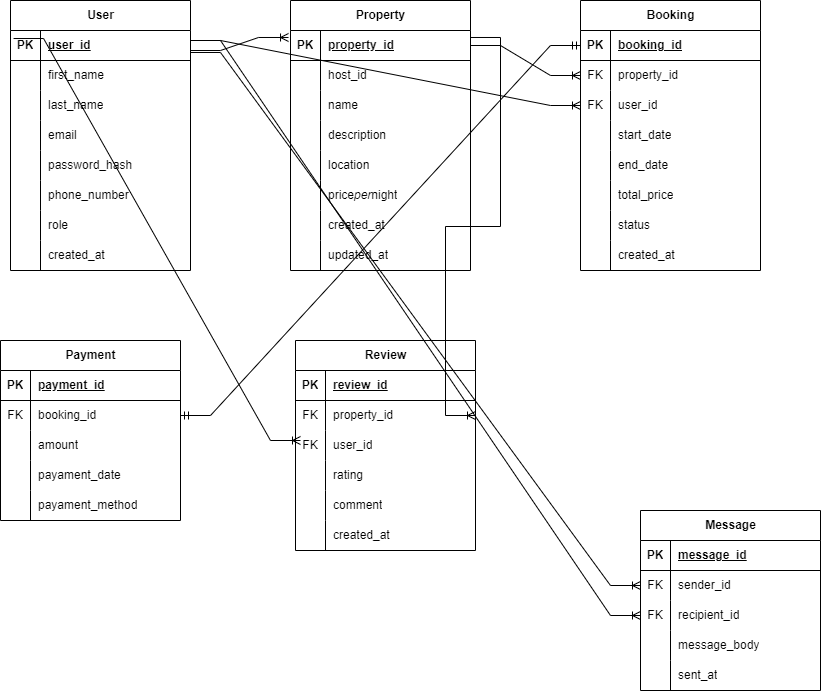 User
PK user_id
first_name
last_name
email
password_hash
phone_number
role
created_at
Property
PK property_id
host_id
name
description
location
pricepernight
created_at
updated_at
Booking
PK booking_id
FK property_id
FK user_id
start_date
end_date
total_price
status
created_at
Payment
PK payment_id
FK booking_id
amount
payament_date
payament_method
Review
PK review_id
FK property_id
FK user_id
rating
comment
created_at
Message
PK message_id
FK sender_id
FK recipient_id
message_body
sent_at